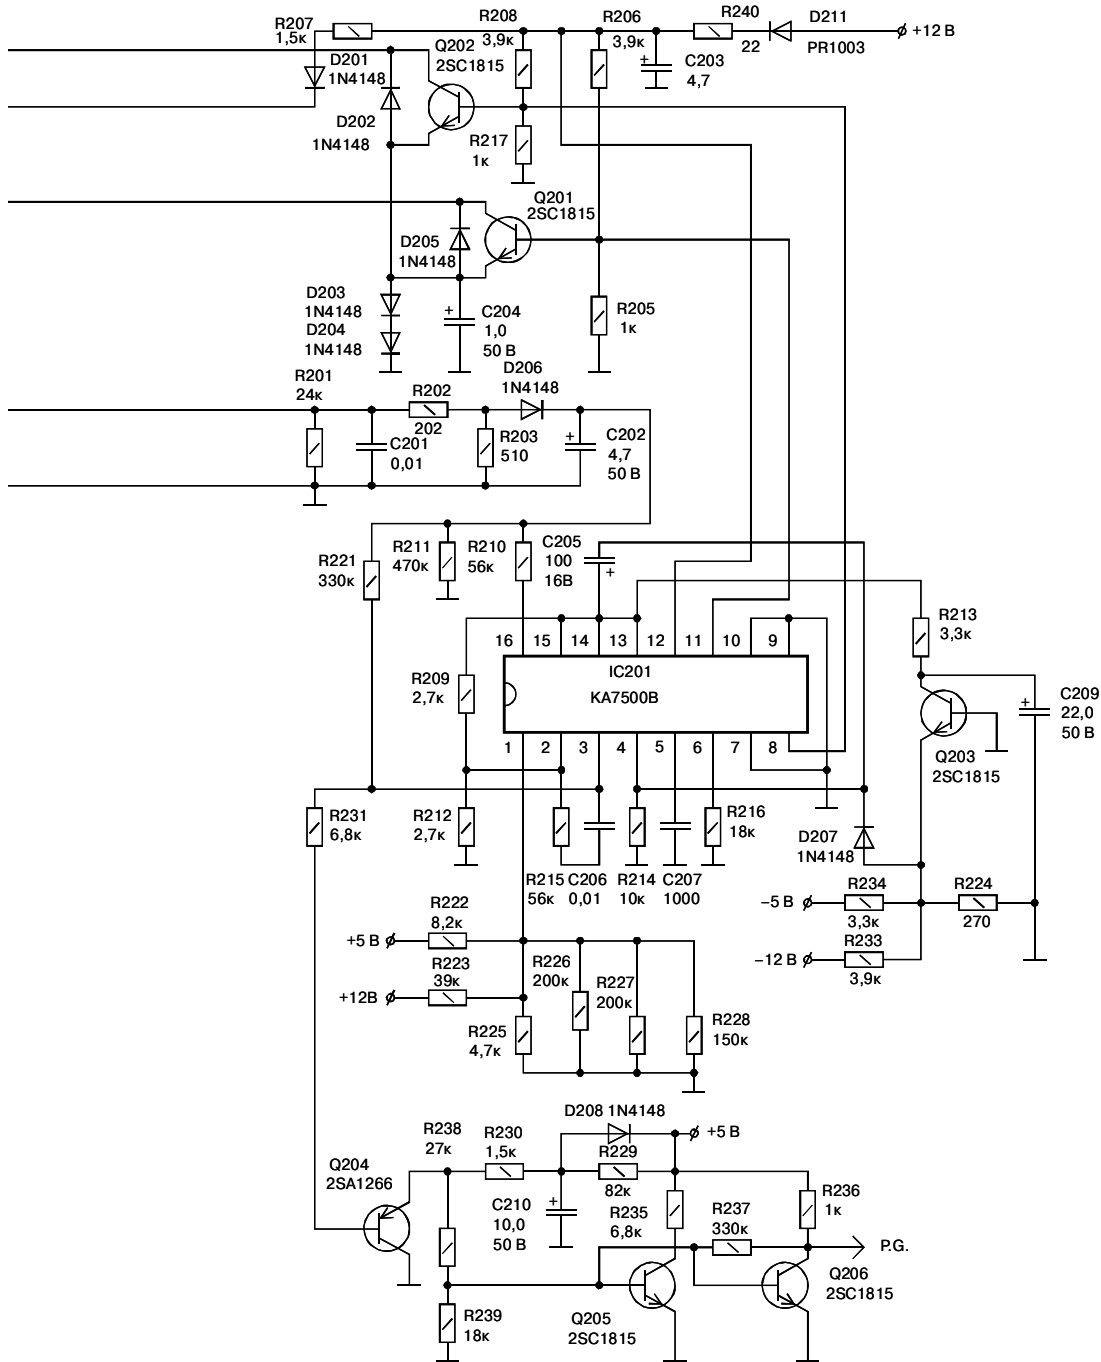 R207
1,5к
R208
3,9к
R206
3,9к
R240
22
D211
PR1003
+12 В
D201
1N4148
Q202
2SC1815
+
C203
4,7
D202
1N4148
R217
1к
Q201
2SC1815
D205
1N4148
D203
1N4148
D204
1N4148
+
C204
1,0
50 В
R205
1к
D206
1N4148
R201
24к
R202
202
C201
0,01
R203
510
+
C202
4,7
50 В
R221
330к
R211
470к
R210
56к
C205
100
16В
+
R213
3,3к
16 15 14 13 12 11 10 9
IC201
KA7500B
R209
2,7к
+
C209
22,0
50 В
Q203
2SC1815
1 2 3 4 5 6 7 8
R231
6,8к
R212
2,7к
R216
18к
D207
1N4148
R215
56к
C206
0,01
R214
10к
C207
1000
–5 В
R234
3,3к
R224
270
–12 В
R233
3,9к
+5 В
R222
8,2к
+12В
R223
39к
R226
200к
R227
200к
R225
4,7к
R228
150к
D208 1N4148
+5 В
R238
27к
R230
1,5к
R229
82к
Q204
2SA1266
+
C210
10,0
50 В
R235
6,8к
R237
330к
R236
1к
P.G.
Q206
2SC1815
Q205
2SC1815
R239
18к